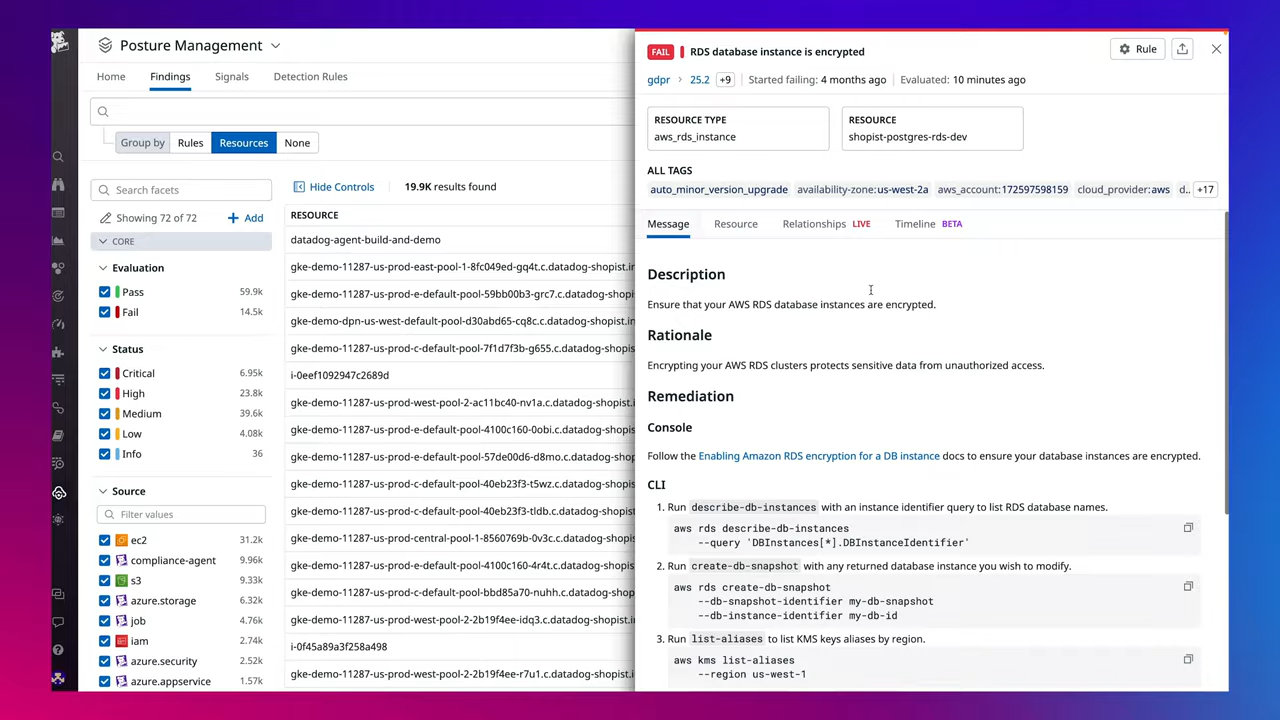 Posture Management
Home Findings Signals Detection Rules
Group by Rules Resources None
Search facets
Showing 72 of 72 Add
CORE
Evaluation
Pass 59.9k
Fail 14.5k
Status
Critical 6.95k
High 23.8k
Medium 39.6k
Low 4.08k
Info 36
Source
Filter values
ec2 31.2k
compliance-agent 9.96k
s3 9.33k
azure.storage 6.32k
job 4.76k
iam 2.74k
azure.security 2.52k
azure.appservice 1.57k
Hide Controls 19.9K results found
RESOURCE
datadog-agent-build-and-demo
gke-demo-11287-us-prod-east-pool-1-8fc049ed-gq4t.c.datadog-shopist.in
gke-demo-11287-us-prod-e-default-pool-59bb00b3-grc7.c.datadog-shopist
gke-demo-dpn-us-west-default-pool-d30abd65-cq8c.c.datadog-shopist.in
gke-demo-11287-us-prod-c-default-pool-7f1d7f3b-g655.c.datadog-shopist
i-0eef1092947c2689d
gke-demo-11287-us-prod-west-pool-2-ac11bc40-nv1a.c.datadog-shopist.
gke-demo-11287-us-prod-e-default-pool-4100c160-0obi.c.datadog-shopist
gke-demo-11287-us-prod-e-default-pool-57de00d6-d8mo.c.datadog-shopis
gke-demo-11287-us-prod-c-default-pool-40eb23f3-t5wz.c.datadog-shopist
gke-demo-11287-us-prod-c-default-pool-40eb23f3-tldb.c.datadog-shopist
gke-demo-11287-us-prod-central-pool-1-8560769b-0v3c.c.datadog-shopist
gke-demo-11287-us-prod-e-default-pool-4100c160-4r4t.c.datadog-shopist
gke-demo-11287-us-prod-c-default-pool-bbd85a70-nuhh.c.datadog-shopist
gke-demo-11287-us-prod-west-pool-2-2b19f4ee-idq3.c.datadog-shopist.
i-0f45a89a3f258a498
gke-demo-11287-us-prod-west-pool-2-2b19f4ee-r7u1.c.datadog-shopist.
FAIL RDS database instance is encrypted Rule
gdpr > 25.2 +9 Started failing: 4 months ago Evaluated: 10 minutes ago
RESOURCE TYPE
aws_rds_instance
RESOURCE
shopist-postgres-rds-dev
ALL TAGS
auto_minor_version_upgrade availability-zone:us-west-2a aws_account:172597598159 cloud_provider:aws d.. +17
Message Resource Relationships LIVE Timeline BETA
Description
Ensure that your AWS RDS database instances are encrypted.
Rationale
Encrypting your AWS RDS clusters protects sensitive data from unauthorized access.
Remediation
Console
Follow the Enabling Amazon RDS encryption for a DB instance docs to ensure your database instances are encrypted.
CLI
1. Run describe-db-instances with an instance identifier query to list RDS database names.
aws rds describe-db-instances
--query 'DBInstances[*].DBInstanceIdentifier'
2. Run create-db-snapshot with any returned database instance you wish to modify.
aws rds create-db-snapshot
--db-snapshot-identifier my-db-snapshot
--db-instance-identifier my-db-id
3. Run list-aliases to list KMS keys aliases by region.
aws kms list-aliases
--region us-west-1